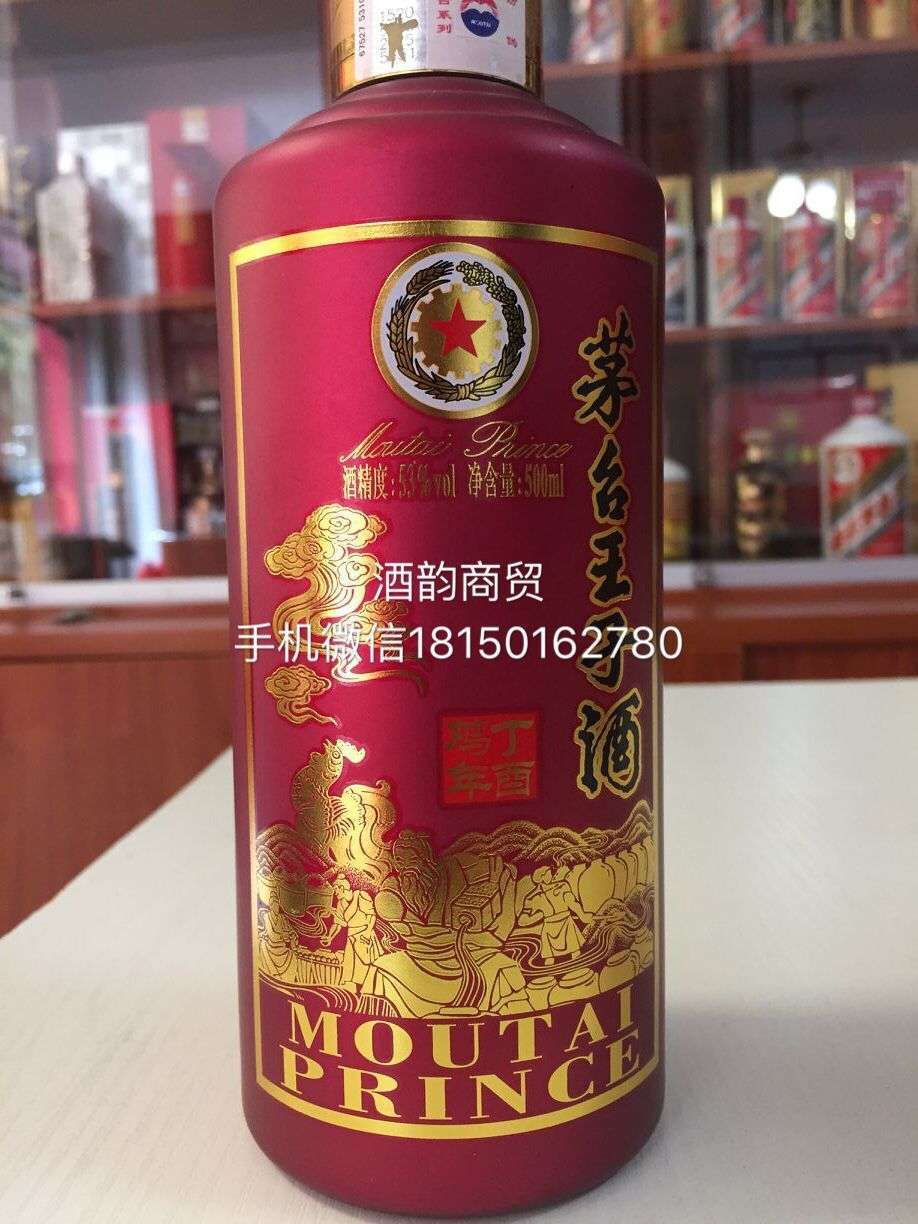 67527 531
Moutai Prince
酒精度:53%vol 净含量:500ml
茅台王子酒
酒韵商贸
手机微信18150162780
丁酉
鸡年
MOUTAI
PRINCE